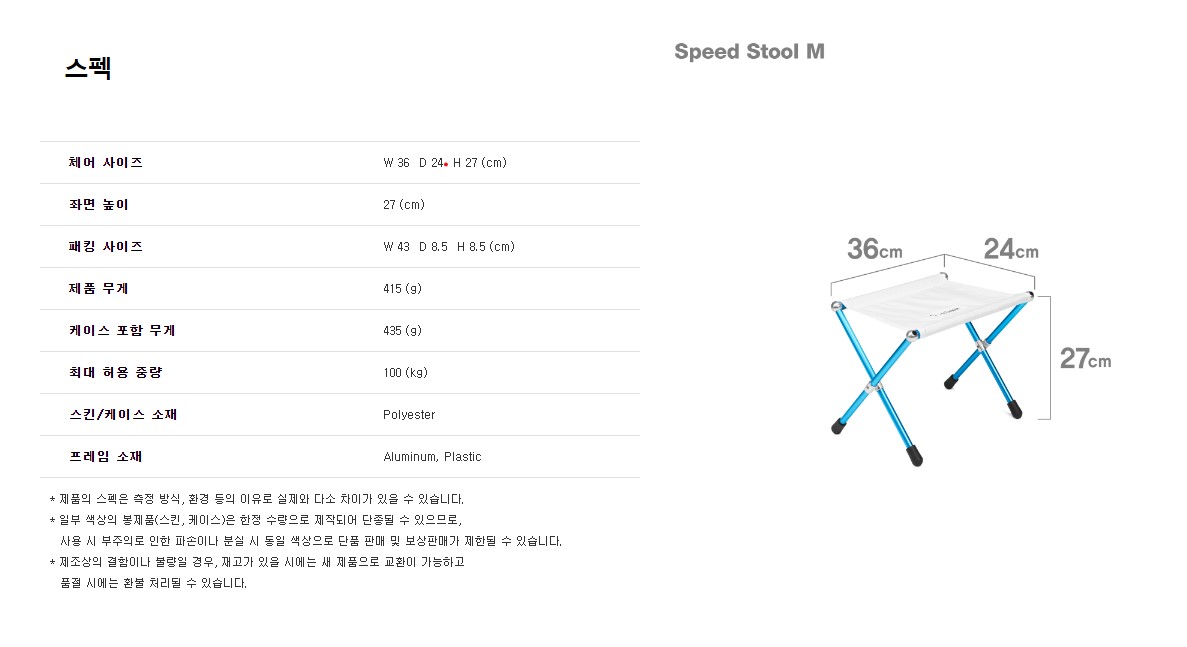 스펙
체어 사이즈 W 36 D 24 H 27 (cm)
좌면 높이 27 (cm)
패킹 사이즈 W 43 D 8.5 H 8.5 (cm)
제품 무게 415 (g)
케이스 포함 무게 435 (g)
최대 허용 중량 100 (kg)
스킨/케이스 소재 Polyester
프레임 소재 Aluminum, Plastic
* 제품의 스펙은 측정 방식, 환경 등의 이유로 실제와 다소 차이가 있을 수 있습니다.
* 일부 색상의 봉제품(스킨, 케이스)은 한정 수량으로 제작되어 단종될 수 있으므로,
사용 시 부주의로 인한 파손이나 분실 시 동일 색상으로 단품 판매 및 보상판매가 제한될 수 있습니다.
* 제조상의 결함이나 불량일 경우, 재고가 있을 시에는 새 제품으로 교환이 가능하고
품절 시에는 환불 처리될 수 있습니다.
Speed Stool M
36cm 24cm
27cm